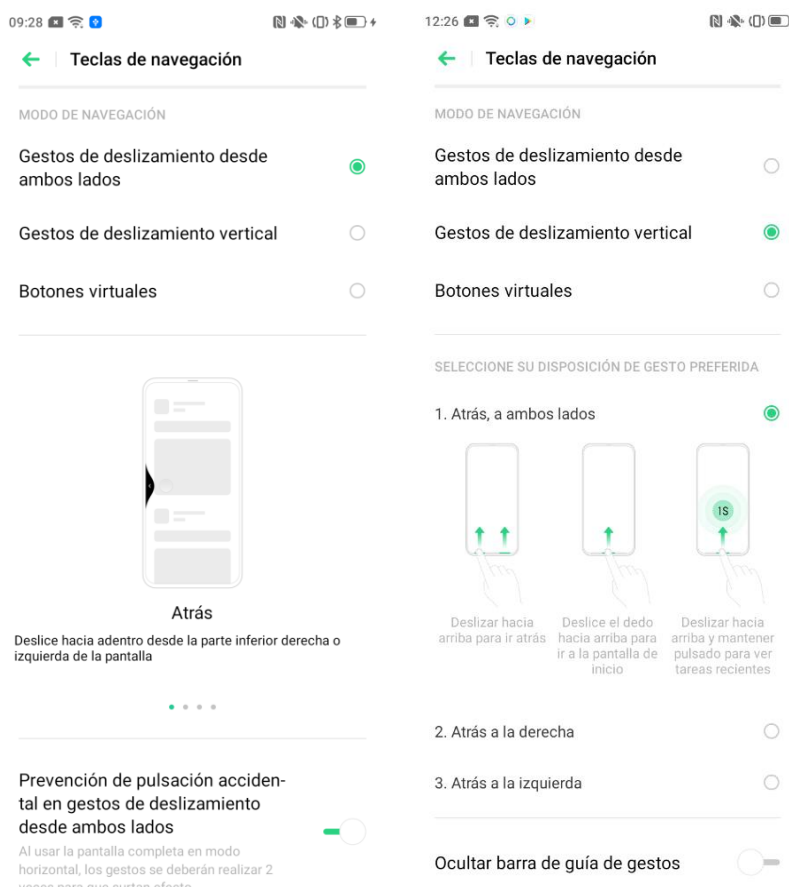 09:28
Teclas de navegación
MODO DE NAVEGACIÓN
Gestos de deslizamiento desde
ambos lados
Gestos de deslizamiento vertical
Botones virtuales
Atrás
Deslice hacia adentro desde la parte inferior derecha o
izquierda de la pantalla
Prevención de pulsación acciden-
tal en gestos de deslizamiento
desde ambos lados
Al usar la pantalla completa en modo
horizontal, los gestos se deberán realizar 2
veces para que surtan efecto
12:26
Teclas de navegación
MODO DE NAVEGACIÓN
Gestos de deslizamiento desde
ambos lados
Gestos de deslizamiento vertical
Botones virtuales
SELECCIONE SU DISPOSICIÓN DE GESTO PREFERIDA
1. Atrás, a ambos lados
1S
Deslizar hacia
arriba para ir atrás
Deslice el dedo
hacia arriba para
ir a la pantalla de
inicio
Deslizar hacia
arriba y mantener
pulsado para ver
tareas recientes
2. Atrás a la derecha
3. Atrás a la izquierda
Ocultar barra de guía de gestos